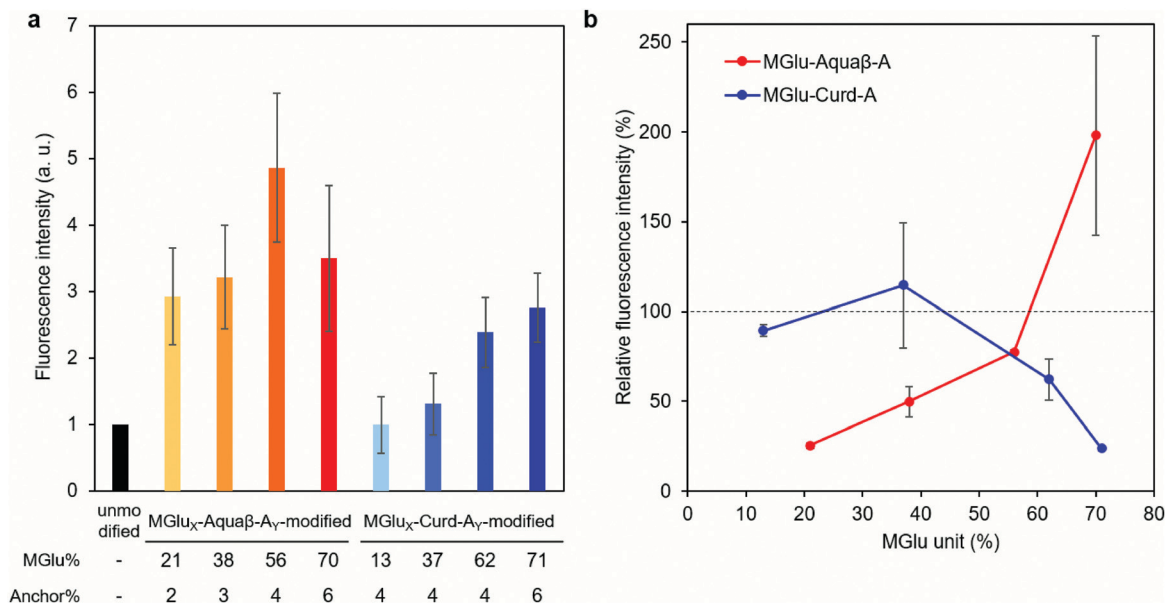 a
7
6
5
4
3
2
1
0
Fluorescence intensity (a. u.)
unmo
dified
MGluX-Aquaβ-AY-modified
MGluX-Curd-AY-modified
MGlu% - 21 38 56 70 13 37 62 71
Anchor% - 2 3 4 6 4 4 4 6
b
250
200
150
100
50
0
Relative fluorescence intensity (%)
MGlu-Aquaβ-A
MGlu-Curd-A
0 10 20 30 40 50 60 70 80
MGlu unit (%)